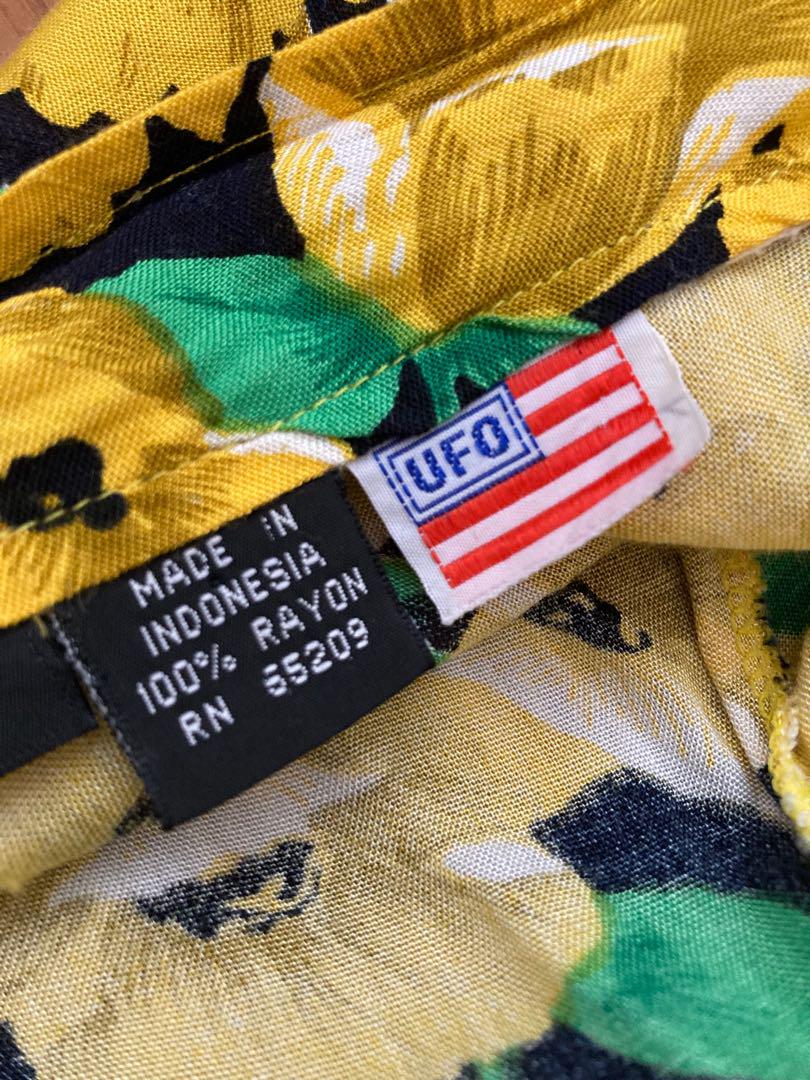 UFO
MADE IN
INDONESIA
100% RAYON
RN 65209